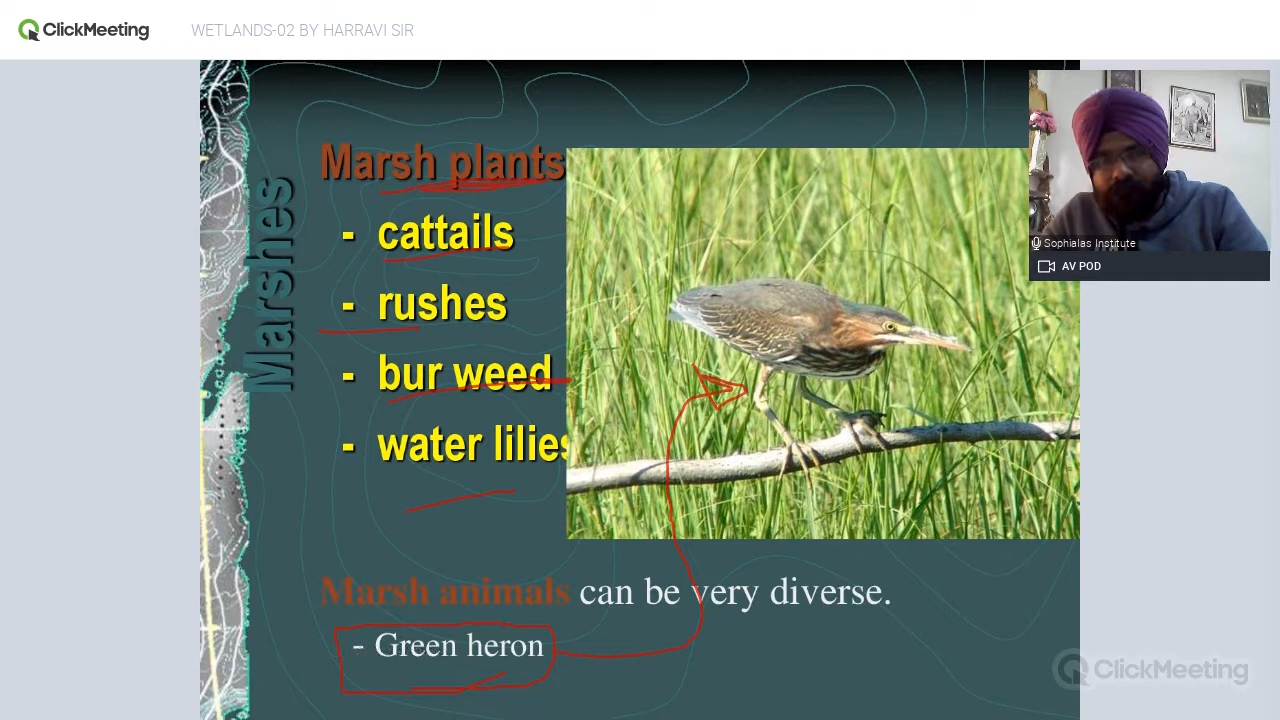 ClickMeeting
WETLANDS-02 BY HARRAVI SIR
Marshes
Marsh plants
- cattails
- rushes
- bur weed
- water lilies
Marsh animals can be very diverse.
- Green heron
Sophialas Institute
AV POD
ClickMeeting